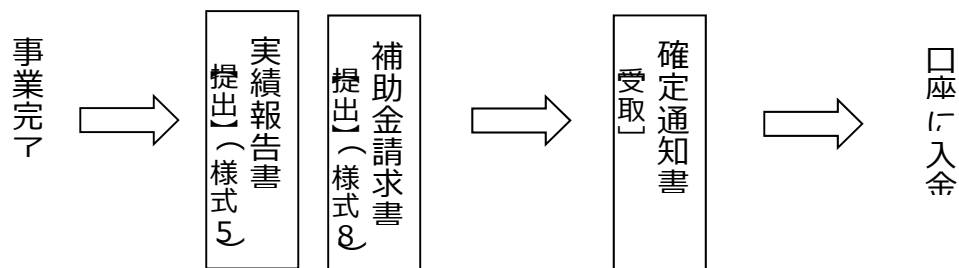 事業完了
実績報告書
【提出】(様式5)
補助金請求書
【提出】(様式8)
確定通知書
[受取]
口座に入金